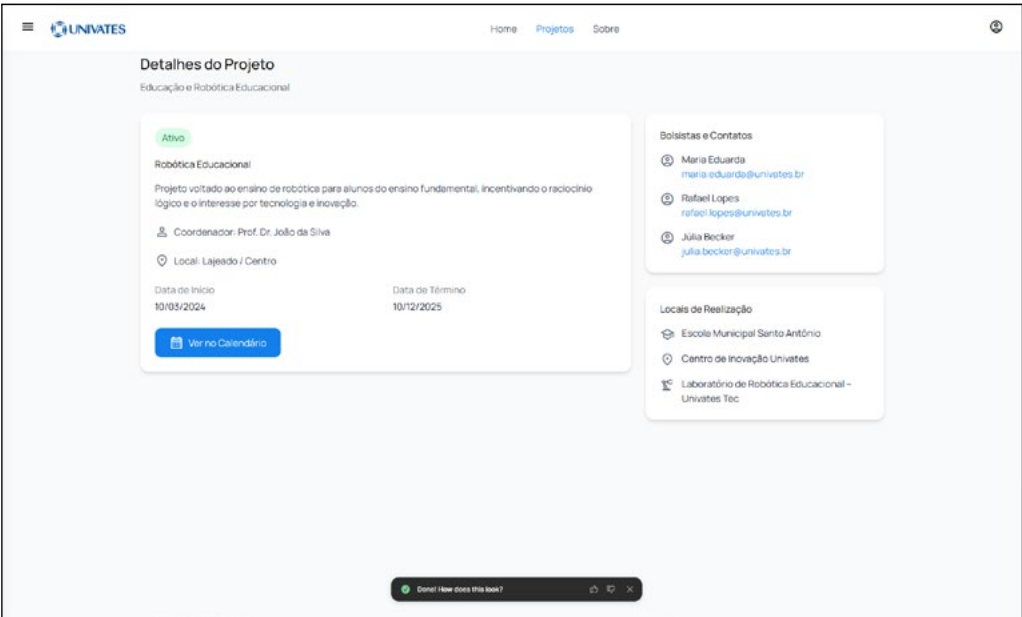 UNIVATES
Home Projetos Sobre
Detalhes do Projeto
Educação e Robótica Educacional
Ativo
Robótica Educacional
Projeto voltado ao ensino de robótica para alunos do ensino fundamental, incentivando o raciocínio
lógico e o interesse por tecnologia e inovação.
Coordenador: Prof. Dr. João da Silva
Local: Lajeado / Centro
Data de Início
10/03/2024
Data de Término
10/12/2025
Ver no Calendário
Bolsistas e Contatos
Maria Eduarda
maria.eduarda@univates.br
Rafael Lopes
rafael.lopes@univates.br
Júlia Becker
julia.becker@univates.br
Locais de Realização
Escola Municipal Santo Antônio
Centro de Inovação Univates
Laboratório de Robótica Educacional –
Univates Tec
Done! How does this look?